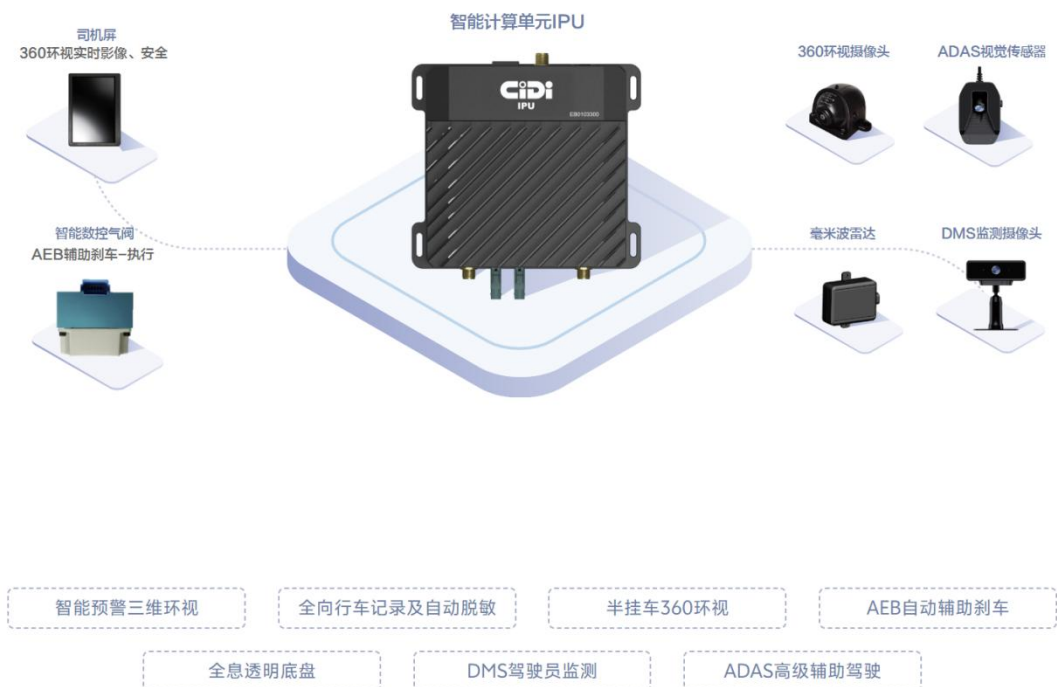 智能计算单元IPU
司机屏
360环视实时影像、安全
360环视摄像头
ADAS视觉传感器
CiDi
IPU
EB0103300
智能数控气阀
AEB辅助刹车-执行
毫米波雷达
DMS监测摄像头
智能预警三维环视
全向行车记录及自动脱敏
半挂车360环视
AEB自动辅助刹车
全息透明底盘
DMS驾驶员监测
ADAS高级辅助驾驶